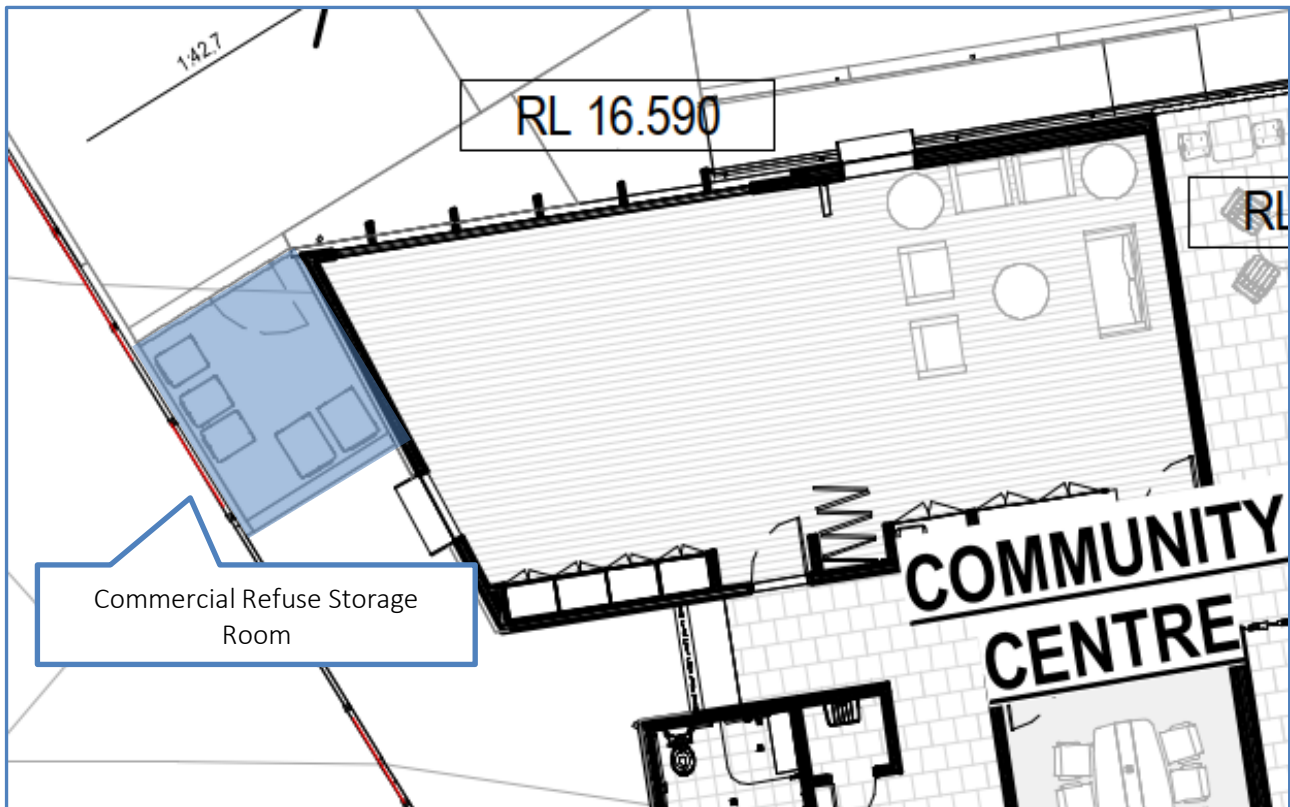 1:42.7
RL 16.590
RL
Commercial Refuse Storage
Room
COMMUNITY
CENTRE